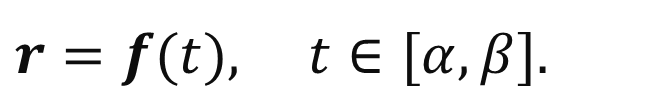 𝒓 = 𝒇(𝑡), 𝑡 ∈ [𝛼, 𝛽].